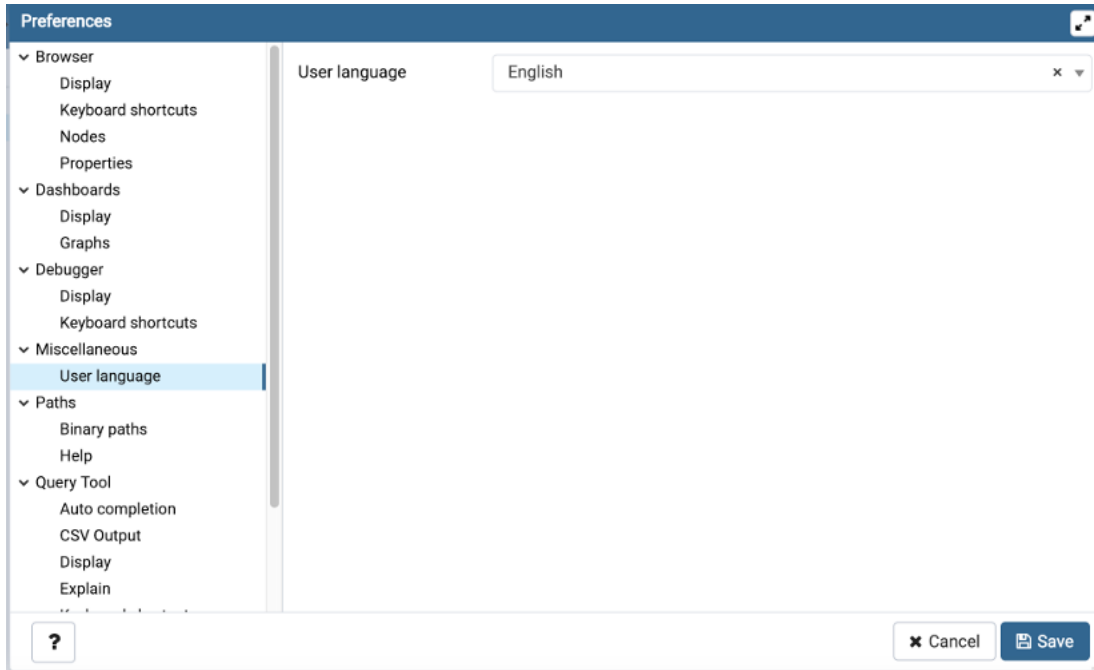 Preferences
Browser
Display
Keyboard shortcuts
Nodes
Properties
Dashboards
Display
Graphs
Debugger
Display
Keyboard shortcuts
Miscellaneous
User language
Paths
Binary paths
Help
Query Tool
Auto completion
CSV Output
Display
Explain
User language
English
?
Cancel
Save